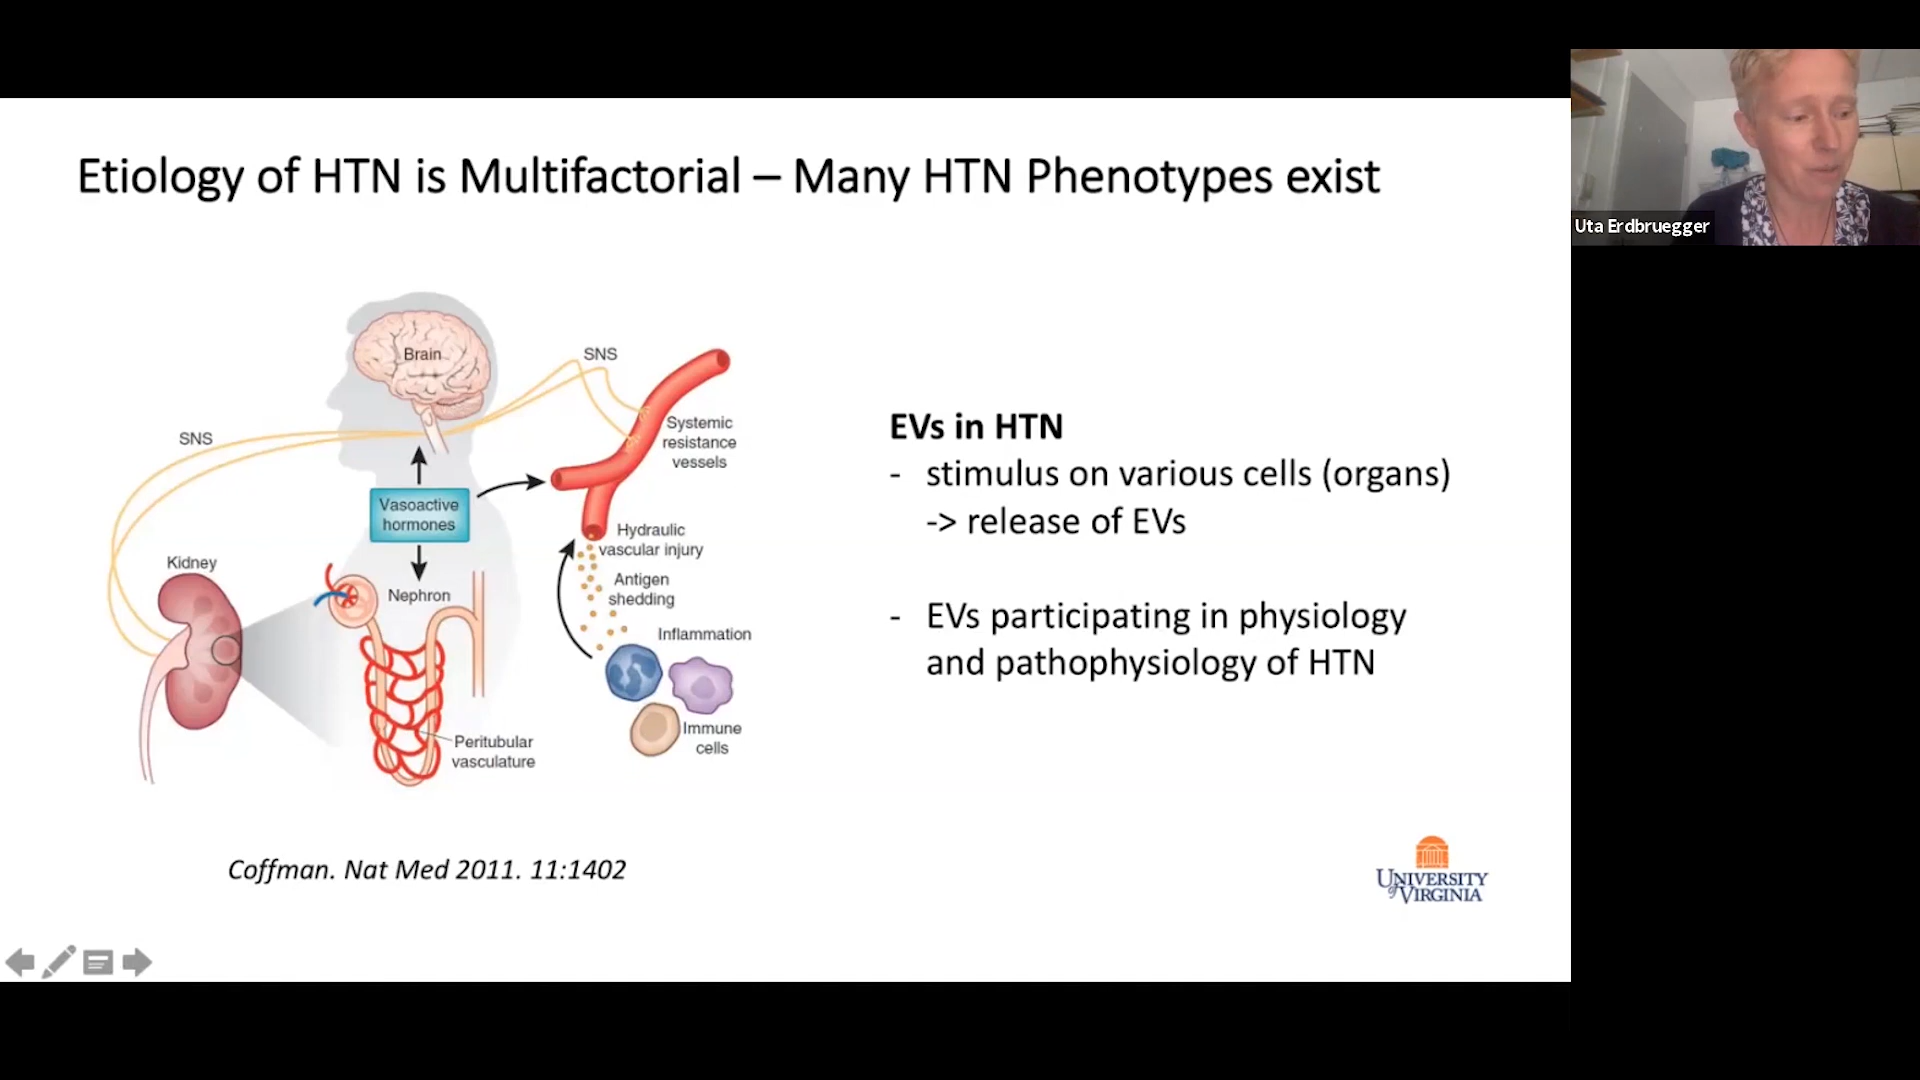 Etiology of HTN is Multifactorial – Many HTN Phenotypes exist
Uta Erdbruegger
Brain
SNS
SNS
Systemic
resistance
vessels
Vasoactive
hormones
Hydraulic
vascular injury
Kidney
Nephron
Antigen
shedding
Inflammation
Immune
cells
Peritubular
vasculature
EVs in HTN
- stimulus on various cells (organs)
-> release of EVs
- EVs participating in physiology
and pathophysiology of HTN
Coffman. Nat Med 2011. 11:1402
UNIVERSITY
of VIRGINIA